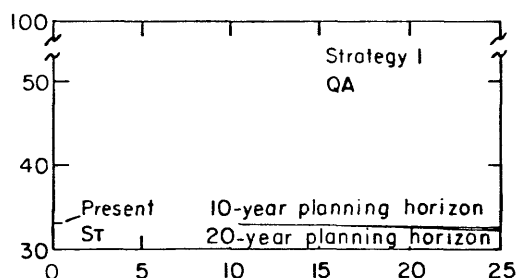 100
Strategy 1
50
QA
40
Present 10-year planning horizon
ST 20-year planning horizon
30
0 5 10 15 20 25